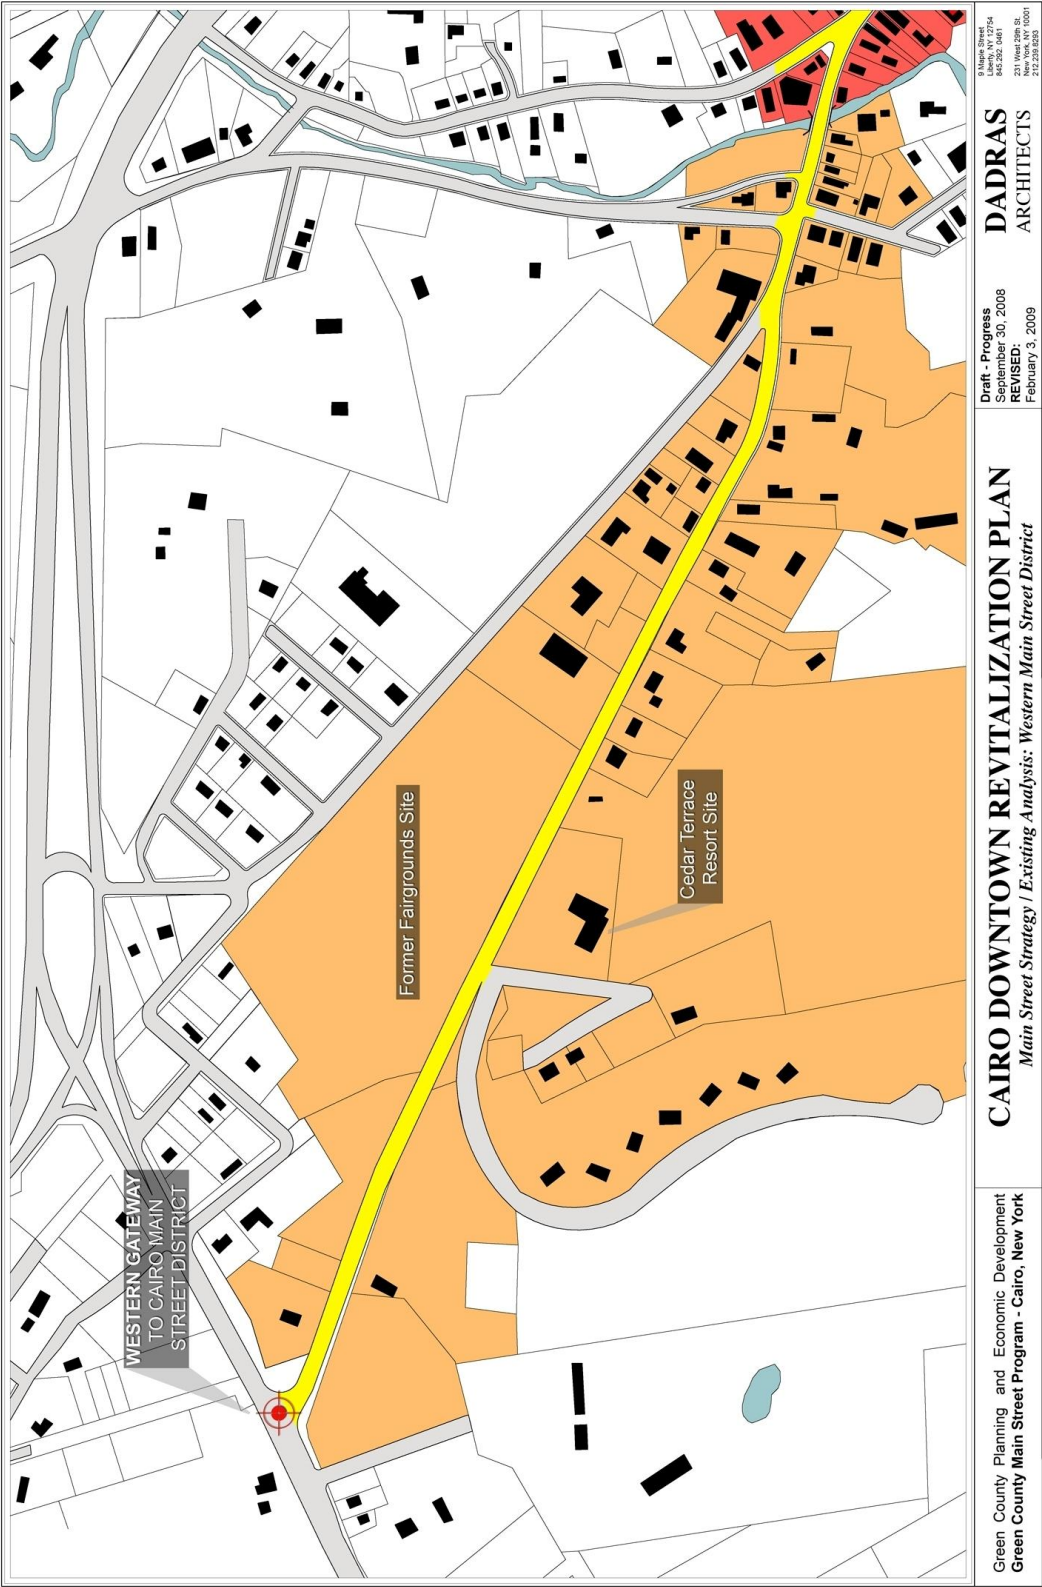 WESTERN GATEWAY
TO CAIRO MAIN
STREET DISTRICT
Former Fairgrounds Site
Cedar Terrace
Resort Site
Green County Planning and Economic Development
Green County Main Street Program - Cairo, New York
CAIRO DOWNTOWN REVITALIZATION PLAN
Main Street Strategy / Existing Analysis: Western Main Street District
Draft - Progress
September 30, 2008
REVISED:
February 3, 2009
DADRAS
ARCHITECTS
9 Maple Street
Liberty, NY 12754
845.292. 0461
231 West 29th St.
New York, NY 10001
212.239.8293